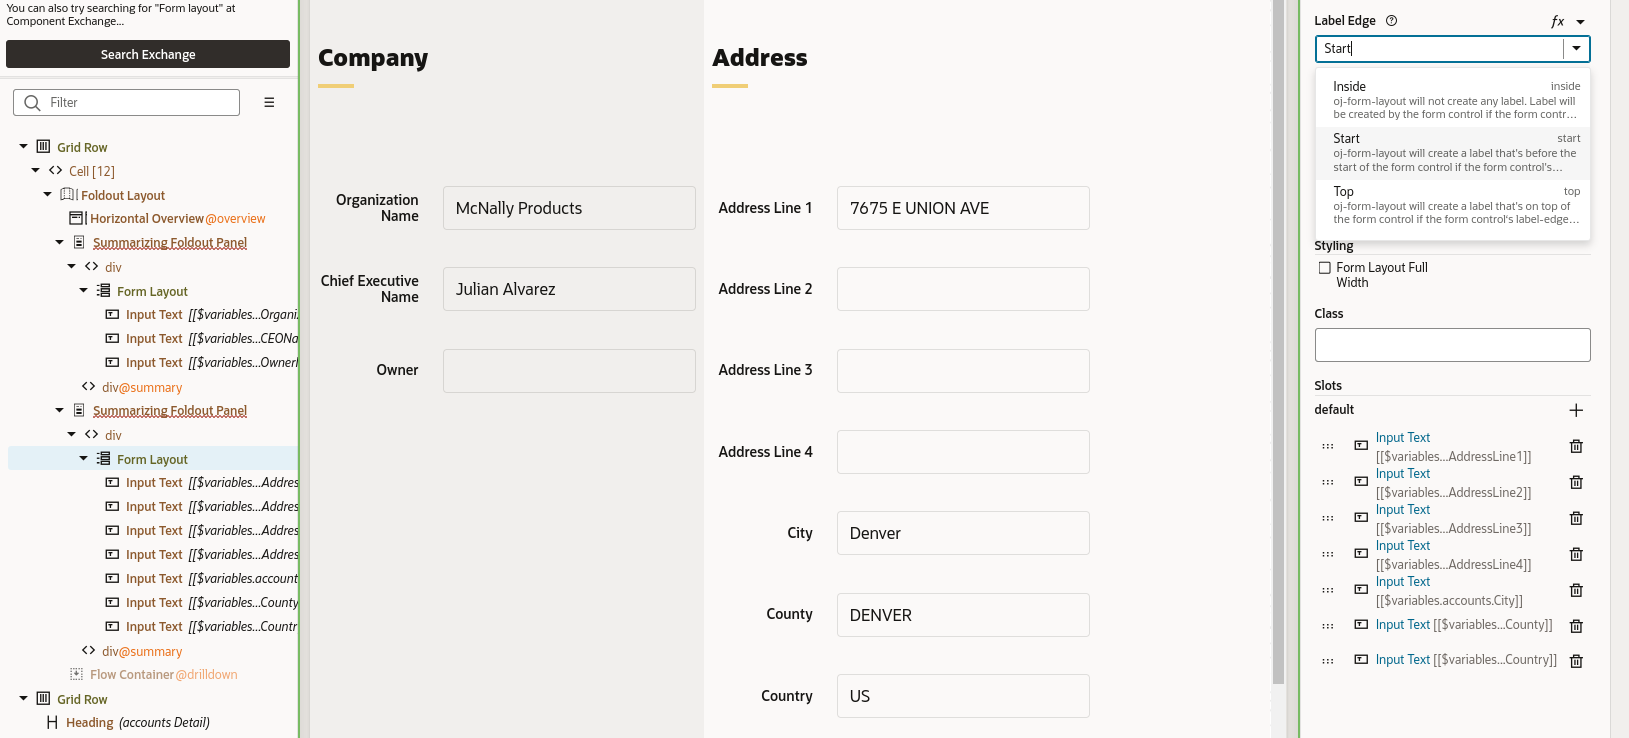 You can also try searching for "Form layout" at
Component Exchange...
Search Exchange
Filter
Grid Row
Cell [12]
Foldout Layout
Horizontal Overview@overview
Summarizing Foldout Panel
div
Form Layout
Input Text [[$variables...Organi
Input Text [[$variables...CEONa
Input Text [[$variables...Owner
div@summary
Summarizing Foldout Panel
div
Form Layout
Input Text [[$variables...Addres
Input Text [[$variables...Addres
Input Text [[$variables...Addres
Input Text [[$variables...Addres
Input Text [[$variables.account
Input Text [[$variables...County
Input Text [[$variables...Countr
div@summary
Flow Container@drilldown
Grid Row
Heading (accounts Detail)
Company
Organization
Name
McNally Products
Chief Executive
Name
Julian Alvarez
Owner
Address
Address Line 1
7675 E UNION AVE
Address Line 2
Address Line 3
Address Line 4
City
Denver
County
DENVER
Country
US
Label Edge
fx
Start
Inside inside
oj-form-layout will not create any label. Label will
be created by the form control if the form contr...
Start start
oj-form-layout will create a label that's before the
start of the form control if the form control's...
Top top
oj-form-layout will create a label that's on top of
the form control if the form control's label-edge...
Styling
Form Layout Full
Width
Class
Slots
default
Input Text
[[$variables...AddressLine1]]
Input Text
[[$variables...AddressLine2]]
Input Text
[[$variables...AddressLine3]]
Input Text
[[$variables...AddressLine4]]
Input Text
[[$variables.accounts.City]]
Input Text [[$variables...County]]
Input Text [[$variables...Country]]